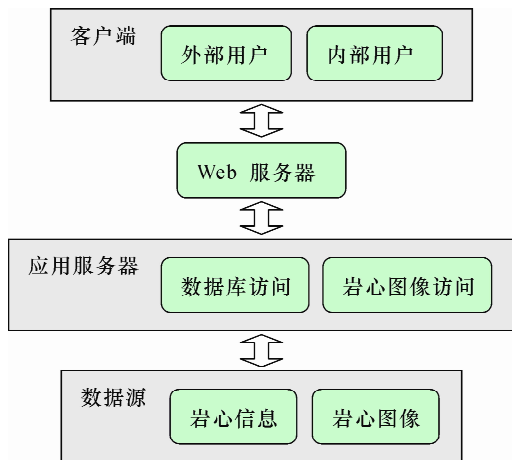 客户端
外部用户
内部用户
Web 服务器
应用服务器
数据库访问
岩心图像访问
数据源
岩心信息
岩心图像